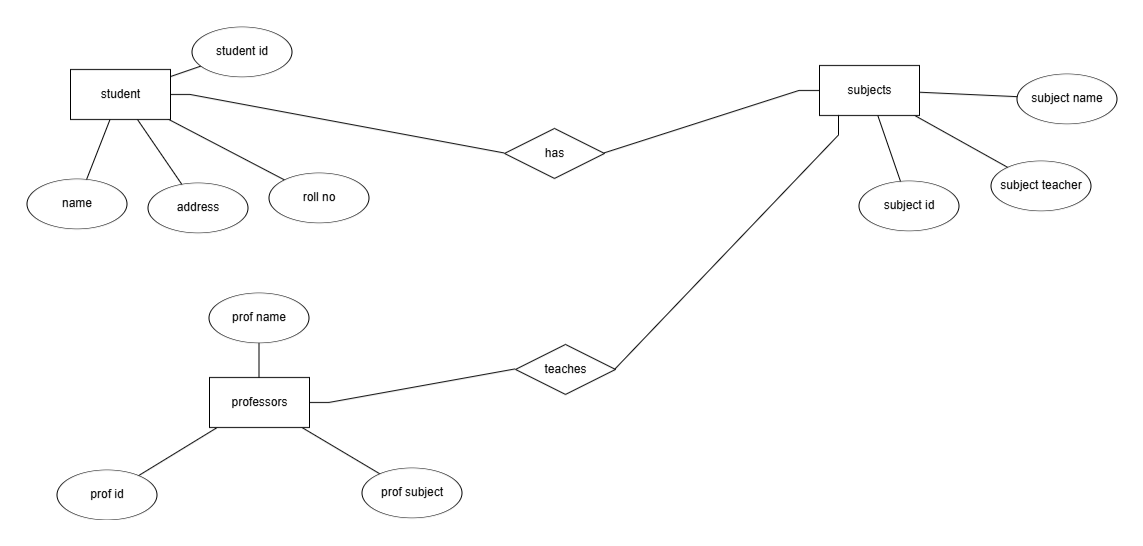 student id
student
subjects
subject name
has
subject teacher
name
address
roll no
subject id
prof name
teaches
professors
prof id
prof subject